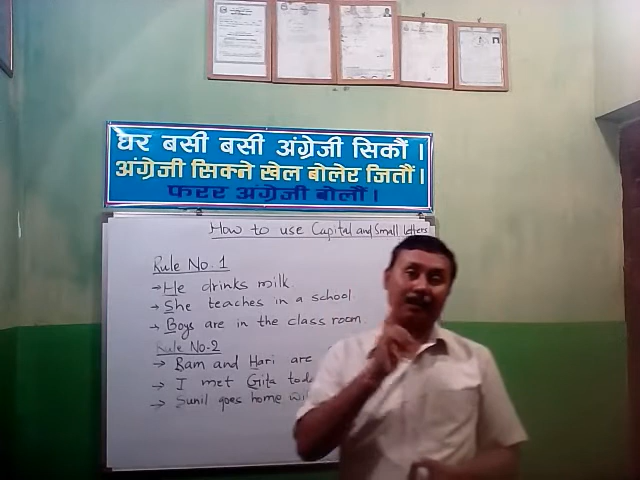 घर बसी बसी अंग्रेजी सिकौं ।
अंग्रेजी सिक्ने खेल बोलेर जितौं ।
फरर अंग्रेजी बोलौं ।
How to use Capital and Small letters
Rule No. 1
→ He drinks milk.
→ She teaches in a school.
→ Boys are in the class room.
Rule No-2
→ Ram and Hari are
→ I met Gita tod
→ Sunil goes home wi